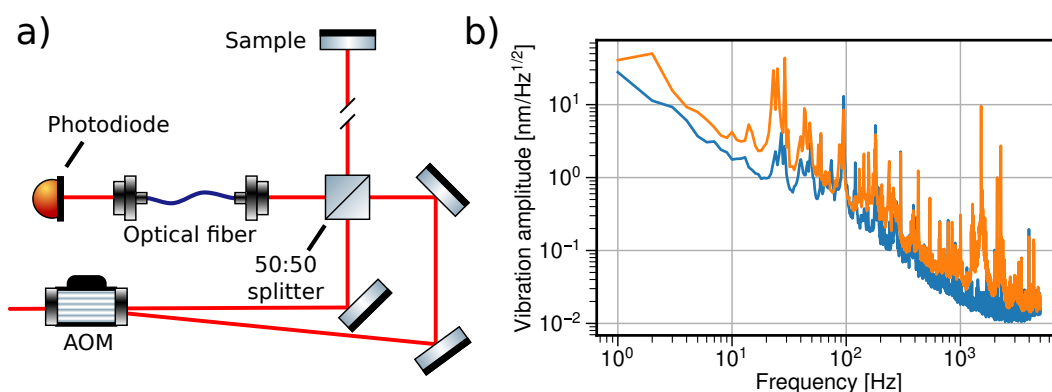 a)
Sample
Photodiode
Optical fiber
50:50
splitter
AOM
b)
Vibration amplitude [nm/Hz^{1/2}]
10^1
10^0
10^{-1}
10^{-2}
10^0
10^1
10^2
10^3
Frequency [Hz]